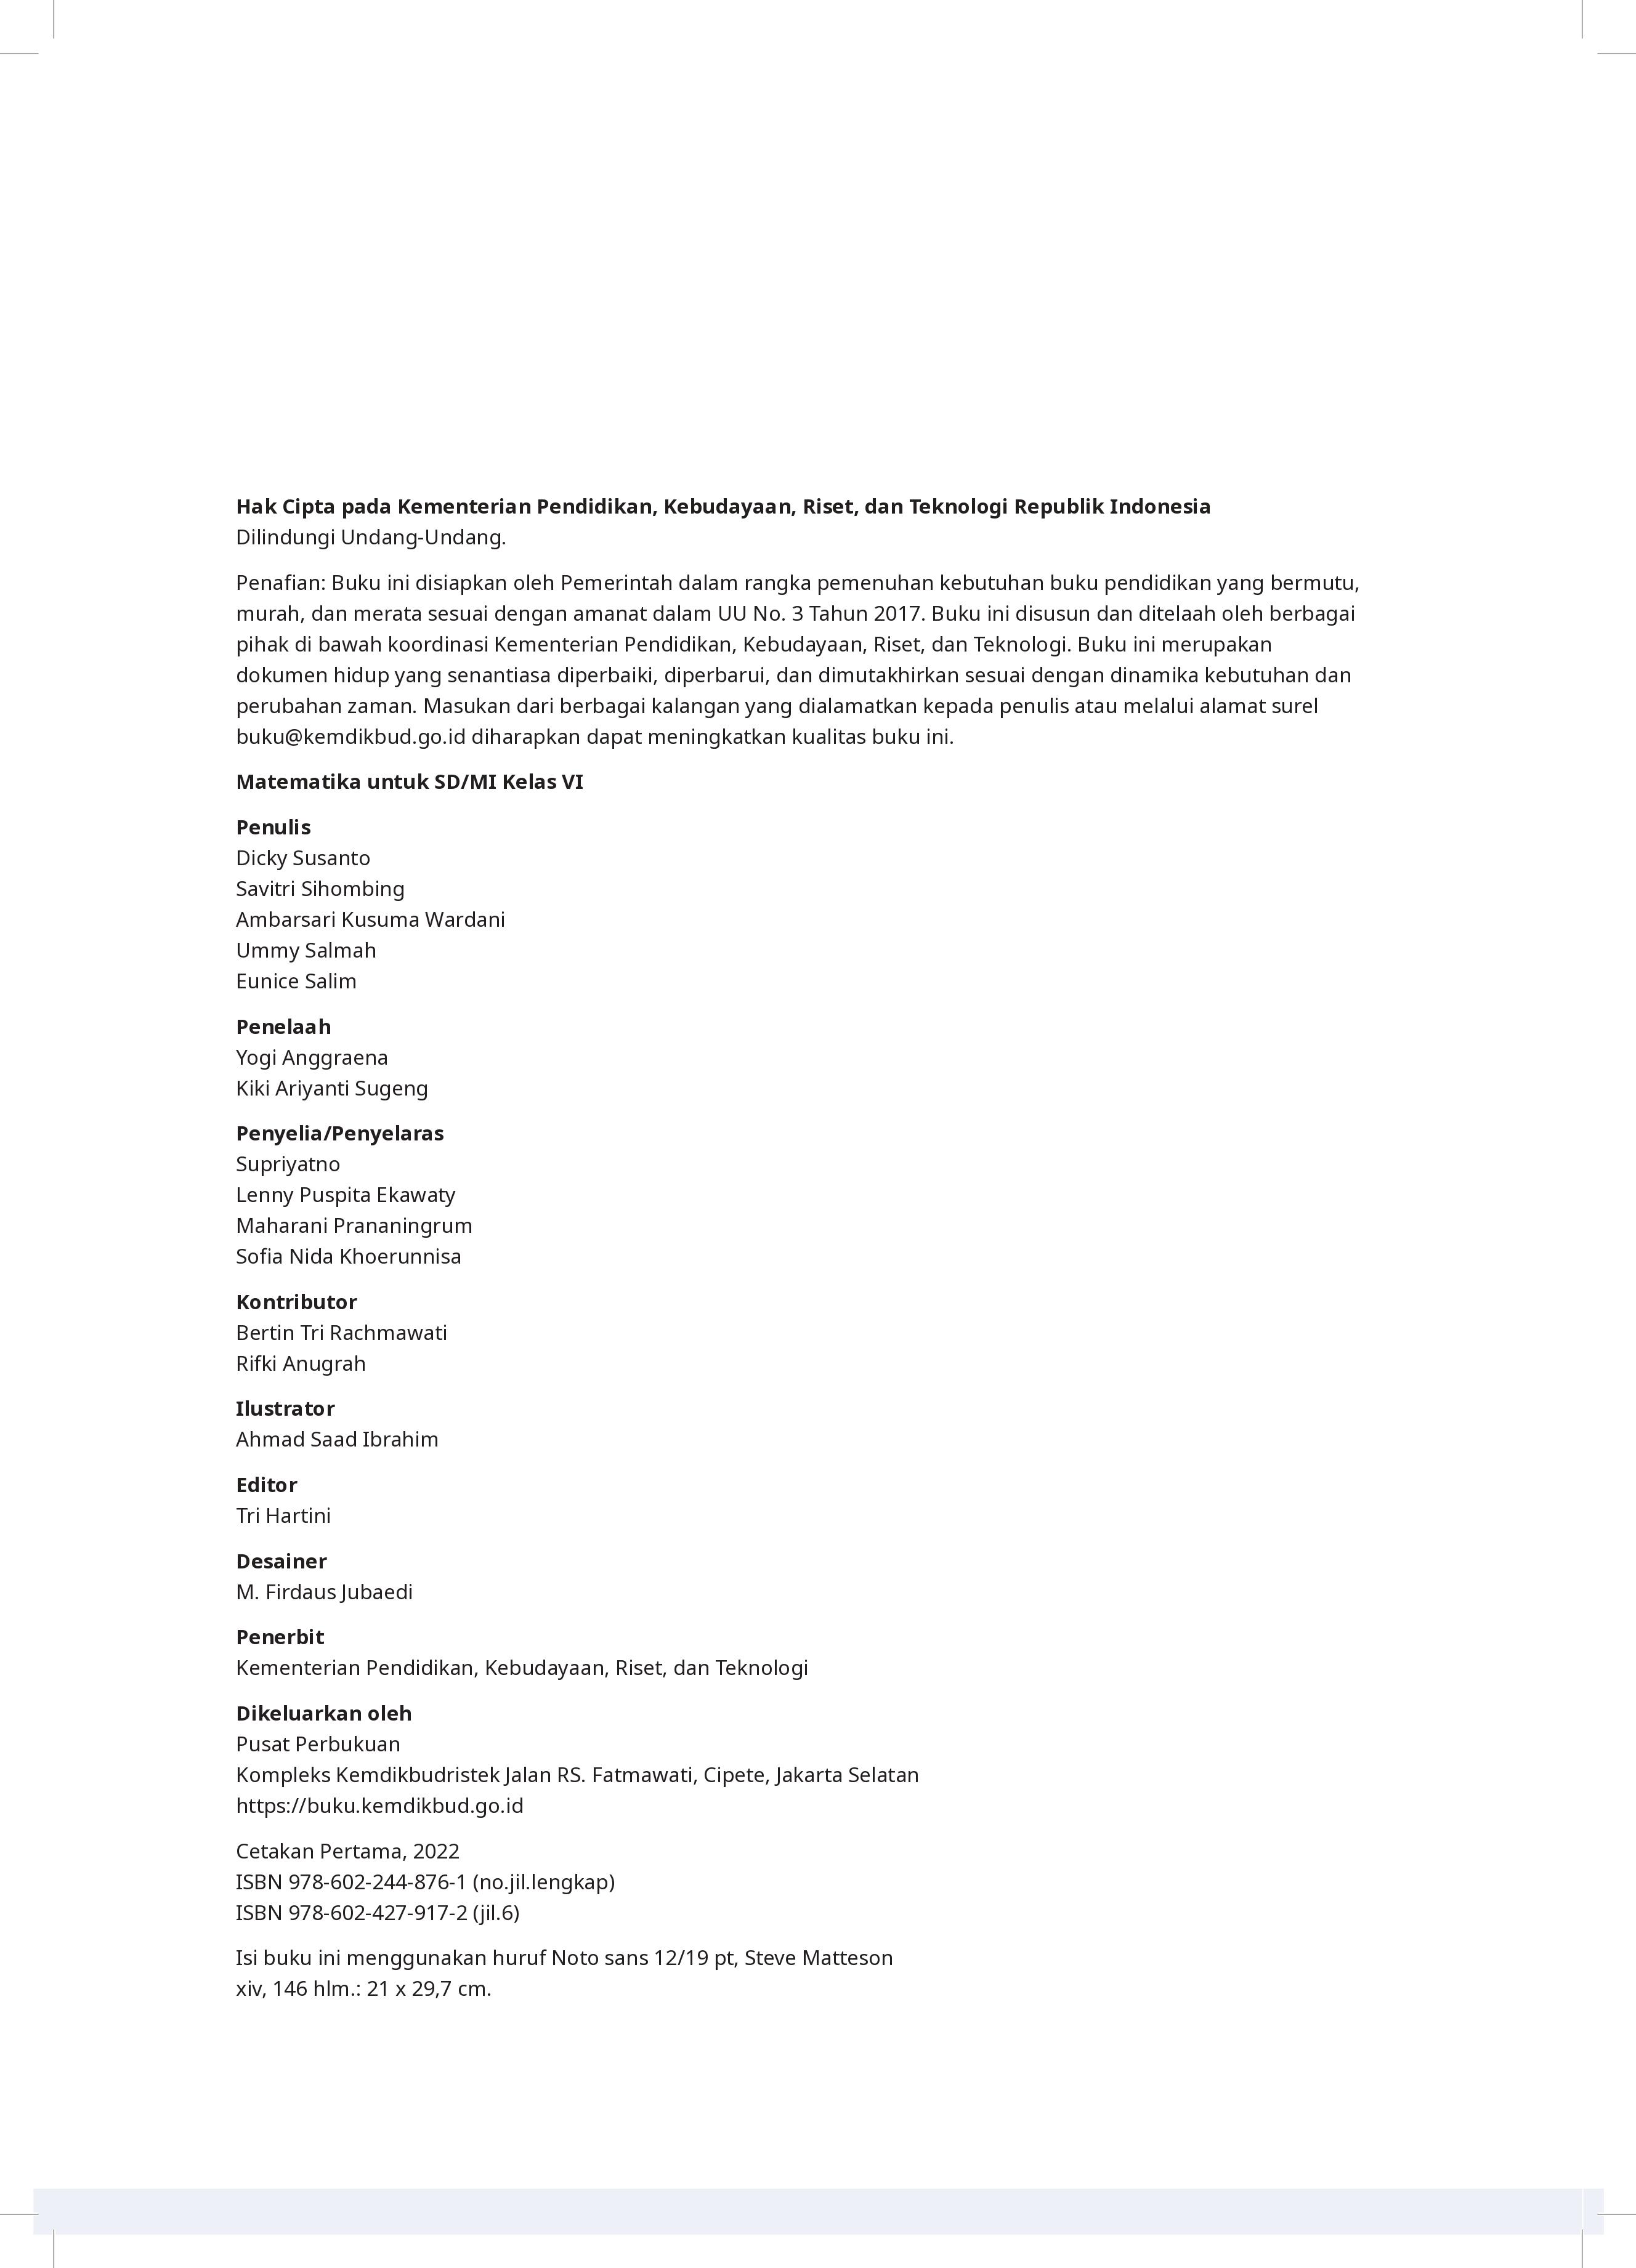 Hak Cipta pada Kementerian Pendidikan, Kebudayaan, Riset, dan Teknologi Republik Indonesia
Dilindungi Undang-Undang.
Penafian: Buku ini disiapkan oleh Pemerintah dalam rangka pemenuhan kebutuhan buku pendidikan yang bermutu,
murah, dan merata sesuai dengan amanat dalam UU No. 3 Tahun 2017. Buku ini disusun dan ditelaah oleh berbagai
pihak di bawah koordinasi Kementerian Pendidikan, Kebudayaan, Riset, dan Teknologi. Buku ini merupakan
dokumen hidup yang senantiasa diperbaiki, diperbarui, dan dimutakhirkan sesuai dengan dinamika kebutuhan dan
perubahan zaman. Masukan dari berbagai kalangan yang dialamatkan kepada penulis atau melalui alamat surel
buku@kemdikbud.go.id diharapkan dapat meningkatkan kualitas buku ini.
Matematika untuk SD/MI Kelas VI
Penulis
Dicky Susanto
Savitri Sihombing
Ambarsari Kusuma Wardani
Ummy Salmah
Eunice Salim
Penelaah
Yogi Anggraena
Kiki Ariyanti Sugeng
Penyelia/Penyelaras
Supriyatno
Lenny Puspita Ekawaty
Maharani Prananingrum
Sofia Nida Khoerunnisa
Kontributor
Bertin Tri Rachmawati
Rifki Anugrah
Ilustrator
Ahmad Saad Ibrahim
Editor
Tri Hartini
Desainer
M. Firdaus Jubaedi
Penerbit
Kementerian Pendidikan, Kebudayaan, Riset, dan Teknologi
Dikeluarkan oleh
Pusat Perbukuan
Kompleks Kemdikbudristek Jalan RS. Fatmawati, Cipete, Jakarta Selatan
https://buku.kemdikbud.go.id
Cetakan Pertama, 2022
ISBN 978-602-244-876-1 (no.jil.lengkap)
ISBN 978-602-427-917-2 (jil.6)
Isi buku ini menggunakan huruf Noto sans 12/19 pt, Steve Matteson
xiv, 146 hlm.: 21 x 29,7 cm.